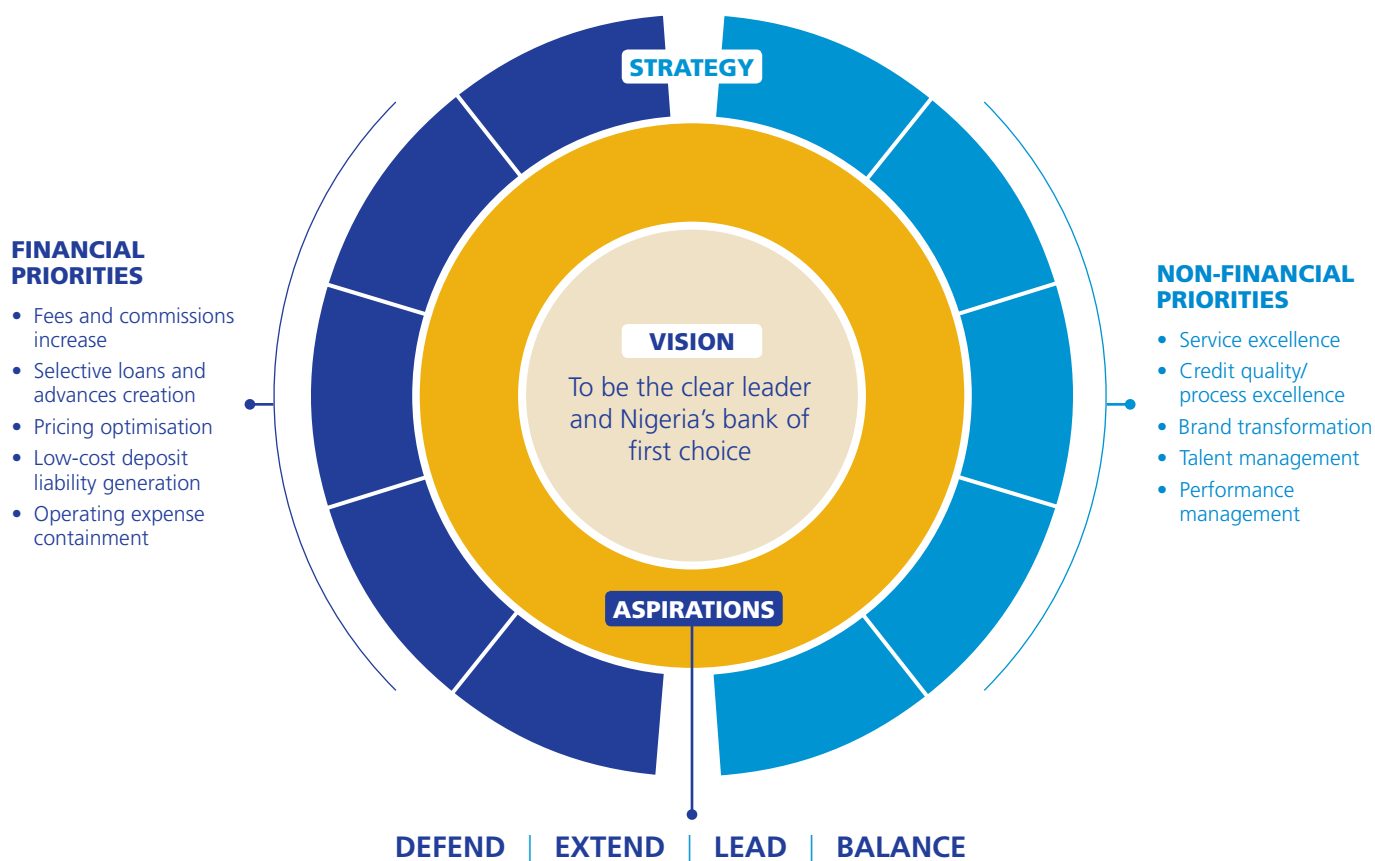 STRATEGY
FINANCIAL
PRIORITIES
• Fees and commissions
increase
• Selective loans and
advances creation
• Pricing optimisation
• Low-cost deposit
liability generation
• Operating expense
containment
VISION
To be the clear leader
and Nigeria’s bank of
first choice
NON-FINANCIAL
PRIORITIES
• Service excellence
• Credit quality/
process excellence
• Brand transformation
• Talent management
• Performance
management
ASPIRATIONS
DEFEND | EXTEND | LEAD | BALANCE